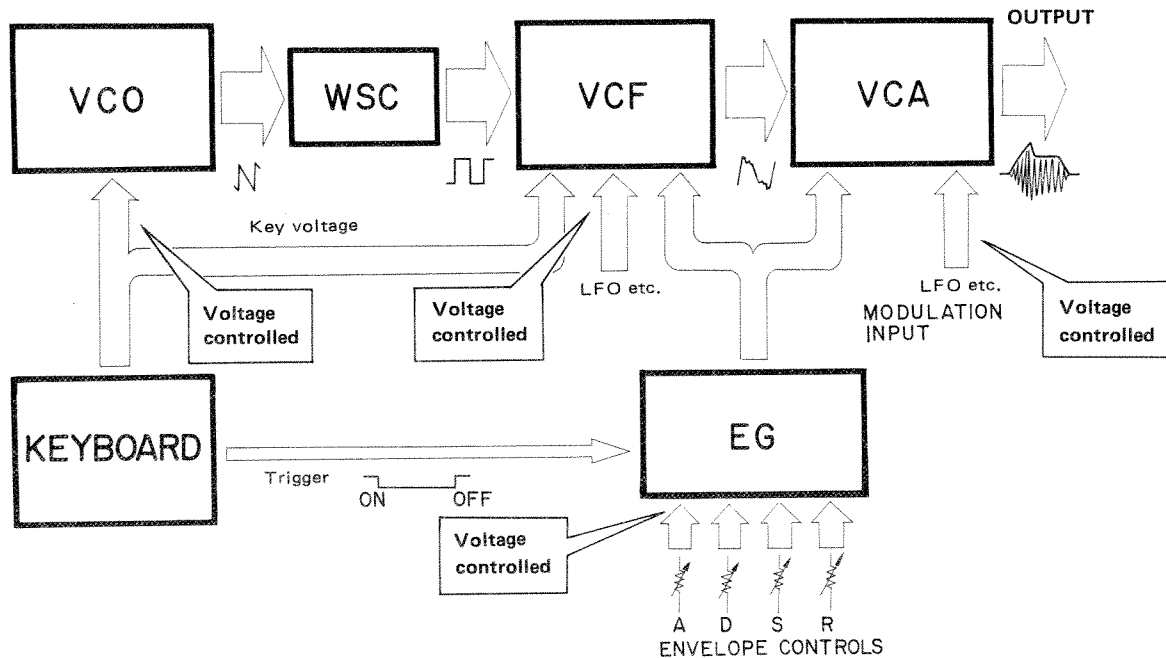 OUTPUT
VCO
WSC
VCF
VCA
Key voltage
Voltage
controlled
Voltage
controlled
LFO etc.
LFO etc.
MODULATION
INPUT
Voltage
controlled
KEYBOARD
EG
Trigger
ON
OFF
Voltage
controlled
A D S R
ENVELOPE CONTROLS